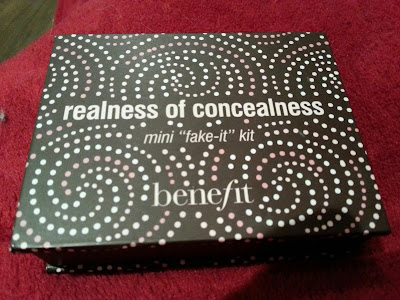 realness of concealness
mini "fake-it" kit
benefit